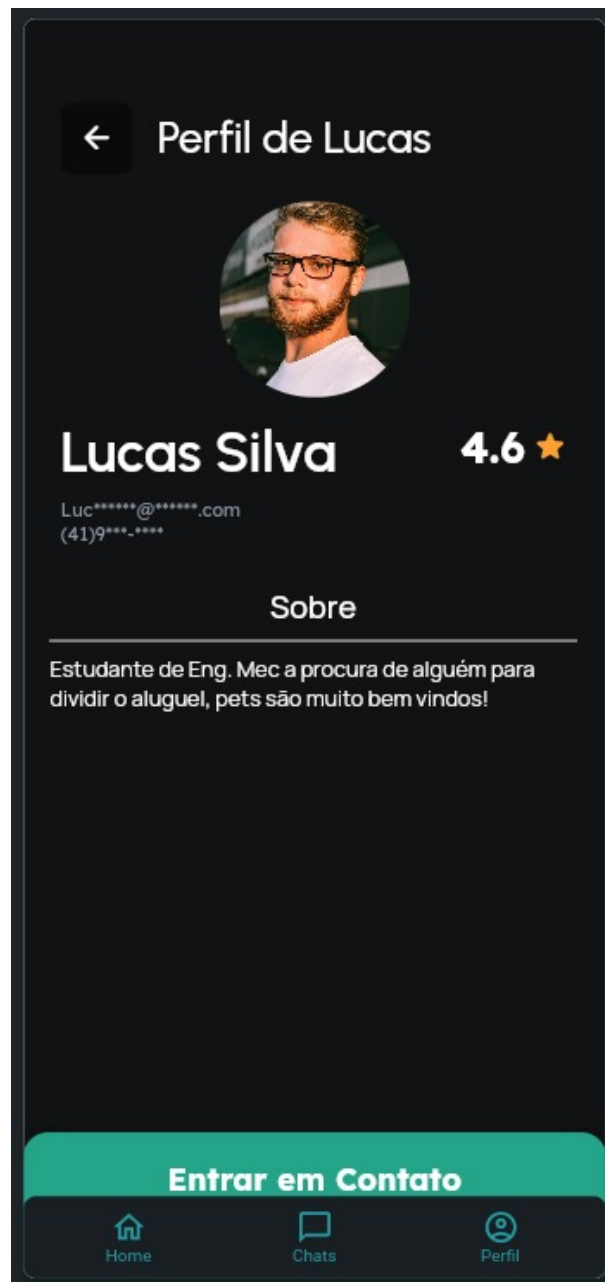 Perfil de Lucas
Lucas Silva
4.6
Luc******@******.com
(41)9***-****
Sobre
Estudante de Eng. Mec a procura de alguém para
dividir o aluguel, pets são muito bem vindos!
Entrar em Contato
Home
Chats
Perfil